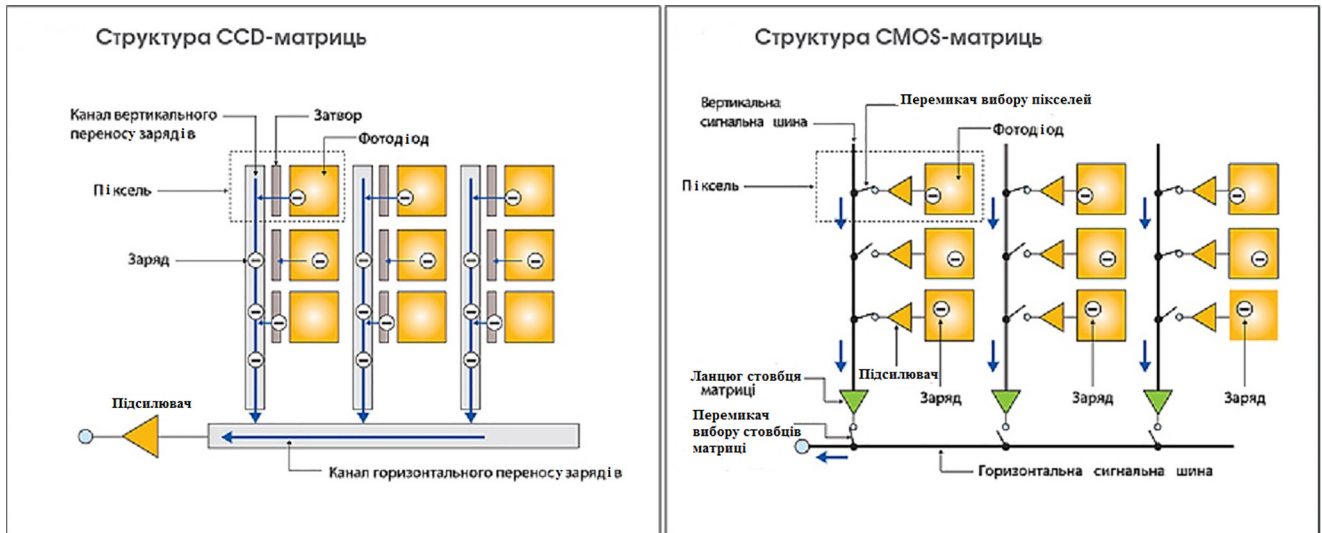 Структура CCD-матриць
Канал вертикального
переносу зарядів
Затвор
Фотодіод
Піксель
Заряд
Підсилювач
Канал горизонтального переносу зарядів
Структура CMOS-матриць
Вертикальна
сигнальна шина
Перемикач вибору пікселей
Фотодіод
Піксель
Ланцюг стовбця
матриці
Підсилювач
Заряд
Заряд
Заряд
Перемикач
вибору стовбців
матриці
Горизонтальна сигнальна шина